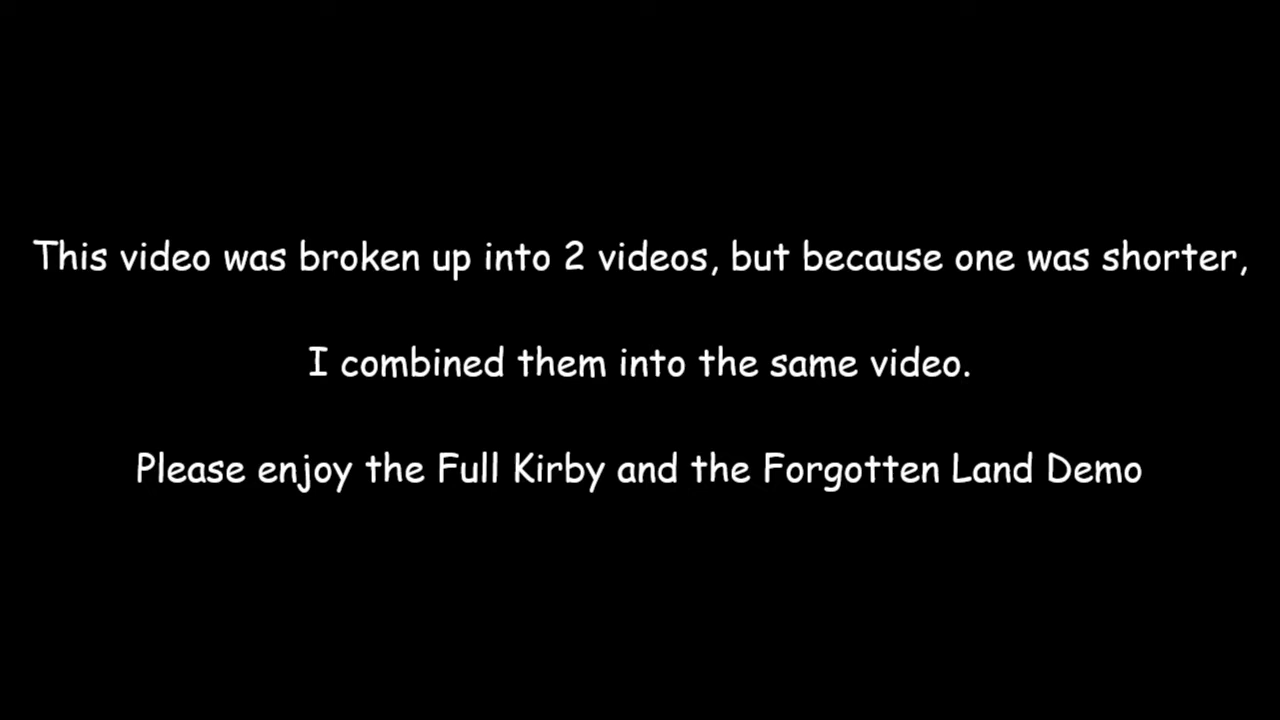 This video was broken up into 2 videos, but because one was shorter,
I combined them into the same video.
Please enjoy the Full Kirby and the Forgotten Land Demo